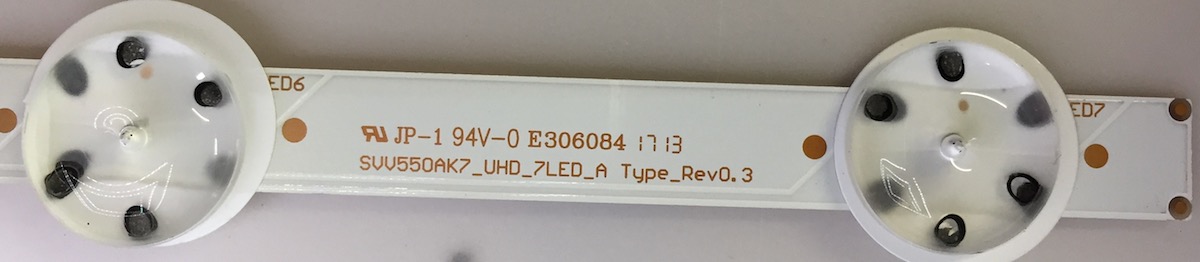 ED6
JP-1 94V-0 E306084 1713
SVV550AK7_UHD_7LED_A Type_Rev0.3
ED7